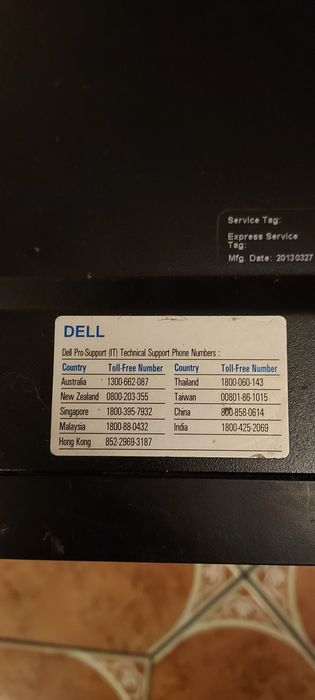 Service Tag:
Express Service
Tag:
Mfg. Date: 20130327
DELL
Dell Pro-Support (IT) Technical Support Phone Numbers :
Country Toll-Free Number Country Toll-Free Number
Australia 1300-662-087 Thailand 1800-060-143
New Zealand 0800-203-355 Taiwan 00801-86-1015
Singapore 1800-395-7932 China 800-858-0614
Malaysia 1800-88-0432 India 1800-425-2069
Hong Kong 852-2969-3187